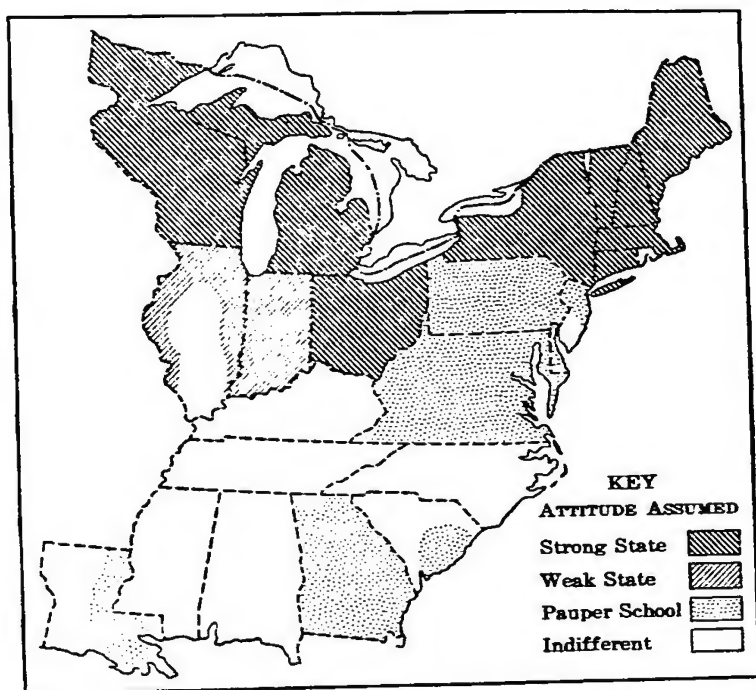 KEY
ATTITUDE ASSUMED
Strong State
Weak State
Pauper School
Indifferent